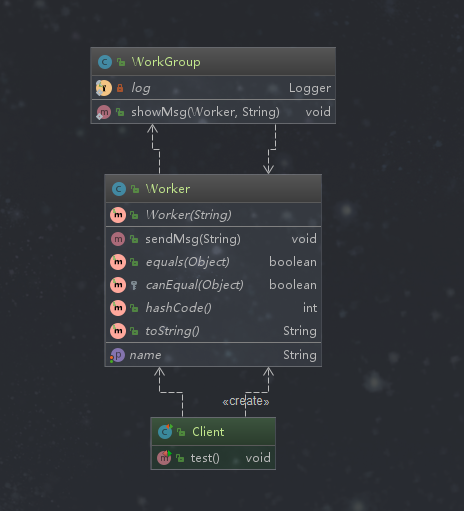 WorkGroup
log Logger
showMsg(Worker, String) void
Worker
Worker(String)
sendMsg(String) void
equals(Object) boolean
canEqual(Object) boolean
hashCode() int
toString() String
name String
«create»
Client
test() void